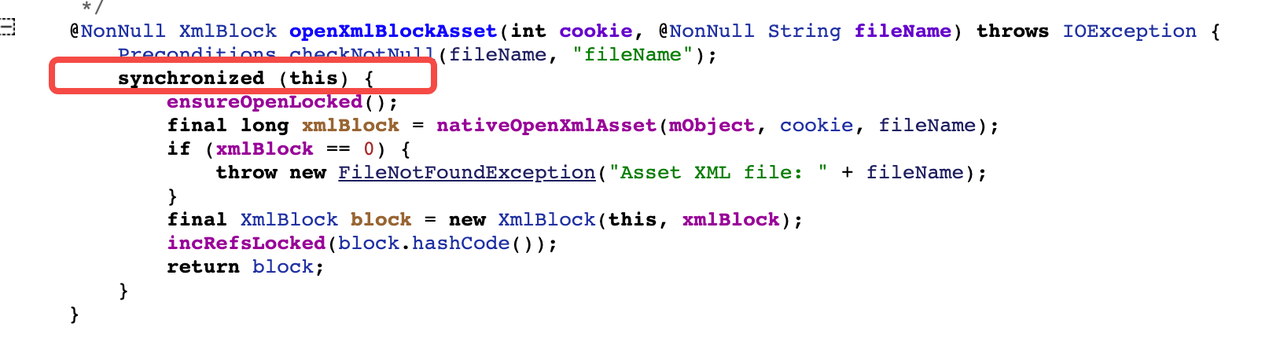 */
@NonNull XmlBlock openXmlBlockAsset(int cookie, @NonNull String fileName) throws IOException {
Preconditions.checkNotNull(fileName, "fileName");
synchronized (this) {
ensureOpenLocked();
final long xmlBlock = nativeOpenXmlAsset(mObject, cookie, fileName);
if (xmlBlock == 0) {
throw new FileNotFoundException("Asset XML file: " + fileName);
}
final XmlBlock block = new XmlBlock(this, xmlBlock);
incRefsLocked(block.hashCode());
return block;
}
}